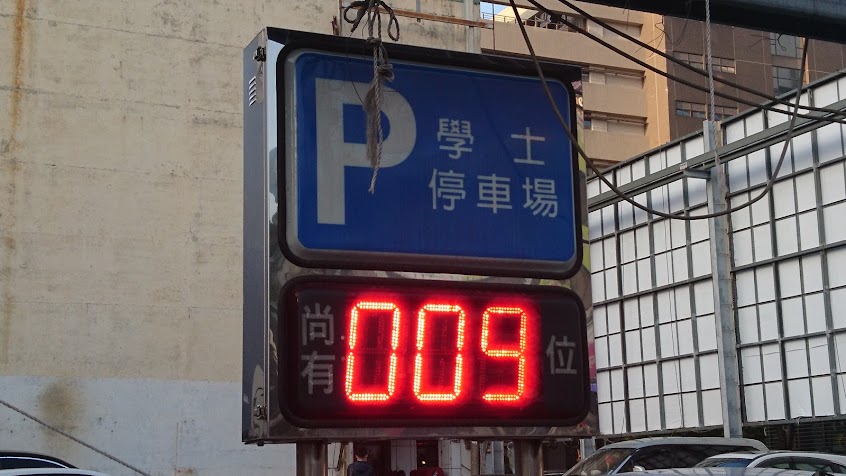 P
學士
停車場
尚有 009 位